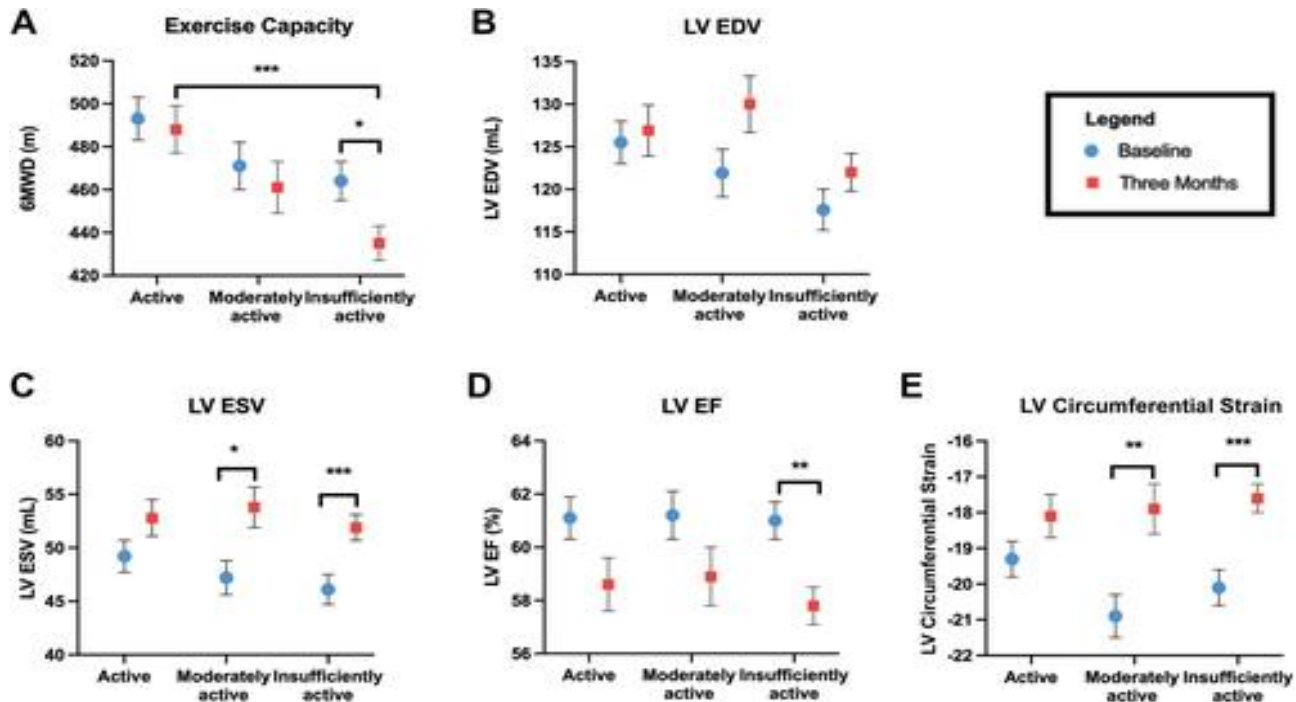 A
Exercise Capacity
6MWD (m)
520
500
480
460
440
420
***
*
Active
Moderately
active
Insufficiently
active
B
LV EDV
LV EDV (mL)
135
130
125
120
115
110
Active
Moderately
active
Insufficiently
active
Legend
Baseline
Three Months
C
LV ESV
LV ESV (mL)
60
55
50
45
40
*
***
Active
Moderately
active
Insufficiently
active
D
LV EF
LV EF (%)
64
62
60
58
56
**
Active
Moderately
active
Insufficiently
active
E
LV Circumferential Strain
LV Circumferential Strain
-16
-17
-18
-19
-20
-21
-22
**
***
Active
Moderately
active
Insufficiently
active